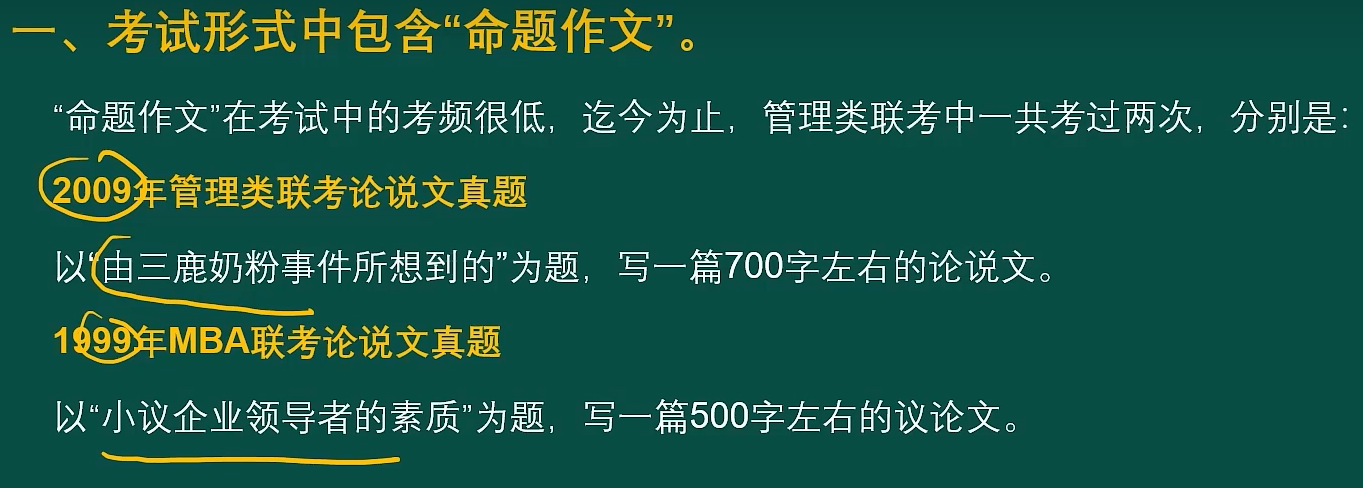 一、考试形式中包含“命题作文”。
“命题作文”在考试中的考频很低，迄今为止，管理类联考中一共考过两次，分别是：
2009年管理类联考论说文真题
以“由三鹿奶粉事件所想到的”为题，写一篇700字左右的论说文。
1999年MBA联考论说文真题
以“小议企业领导者的素质”为题，写一篇500字左右的议论文。